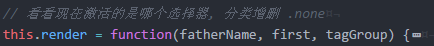 // 看看现在激活的是哪个选择器, 分类增删 .none
this.render = function(fatherName, first, tagGroup) {